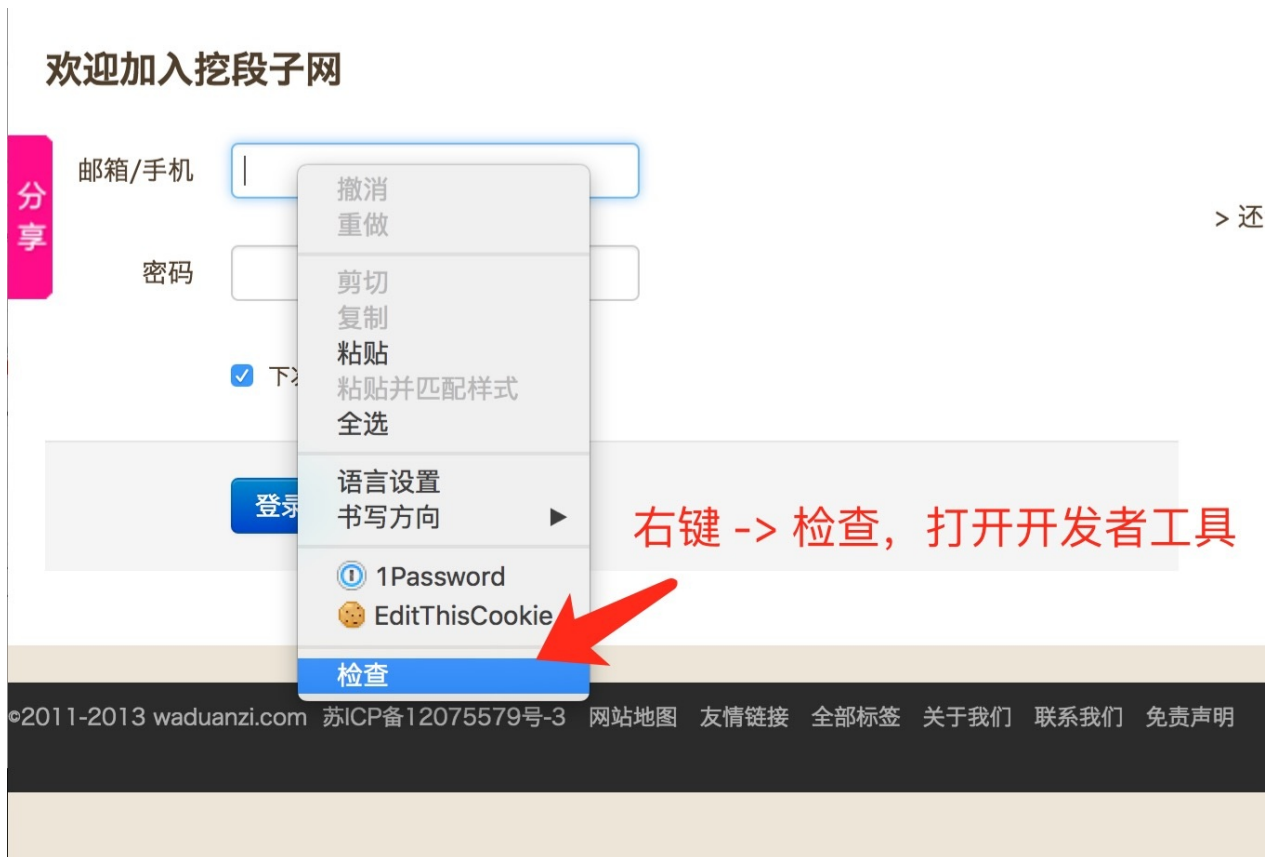 欢迎加入挖段子网
邮箱/手机
分享
密码
> 还
下
登录
撤消
重做
剪切
复制
粘贴
粘贴并匹配样式
全选
语言设置
书写方向
1Password
EditThisCookie
检查
右键 -> 检查，打开开发者工具
©2011-2013 waduanzi.com 苏ICP备12075579号-3 网站地图 友情链接 全部标签 关于我们 联系我们 免责声明